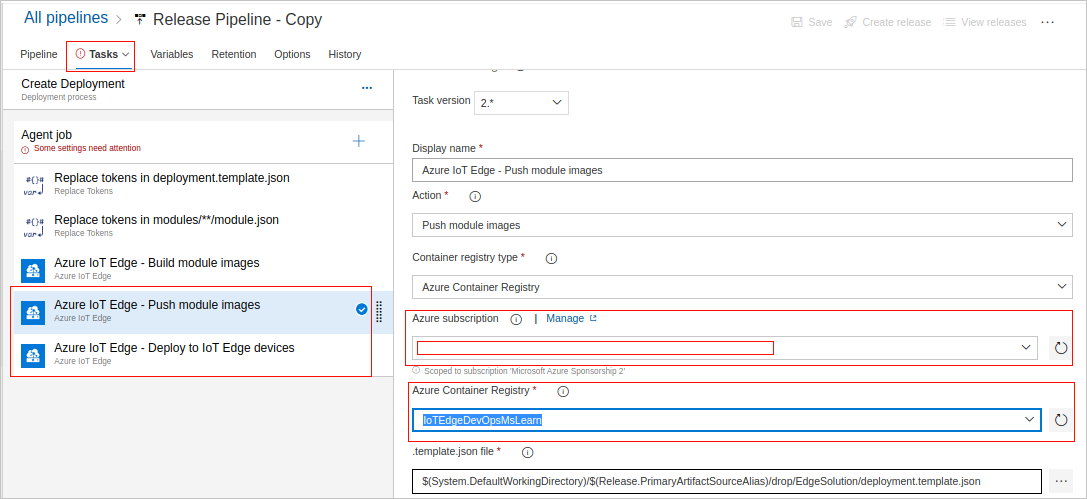 All pipelines > Release Pipeline - Copy
Save Create release View releases ...
Pipeline Tasks Variables Retention Options History
Create Deployment
Deployment process
...
Agent job
Some settings need attention
Replace tokens in deployment.template.json
Replace Tokens
Replace tokens in modules/**/module.json
Replace Tokens
Azure IoT Edge - Build module images
Azure IoT Edge
Azure IoT Edge - Push module images
Azure IoT Edge
Azure IoT Edge - Deploy to IoT Edge devices
Azure IoT Edge
Task version 2.*
Display name *
Azure IoT Edge - Push module images
Action *
Push module images
Container registry type *
Azure Container Registry
Azure subscription | Manage
Scoped to subscription 'Microsoft Azure Sponsorship 2'
Azure Container Registry *
IoTEdgeDevOpsMsLearn
.template.json file *
$(System.DefaultWorkingDirectory)/$(Release.PrimaryArtifactSourceAlias)/drop/EdgeSolution/deployment.template.json
...